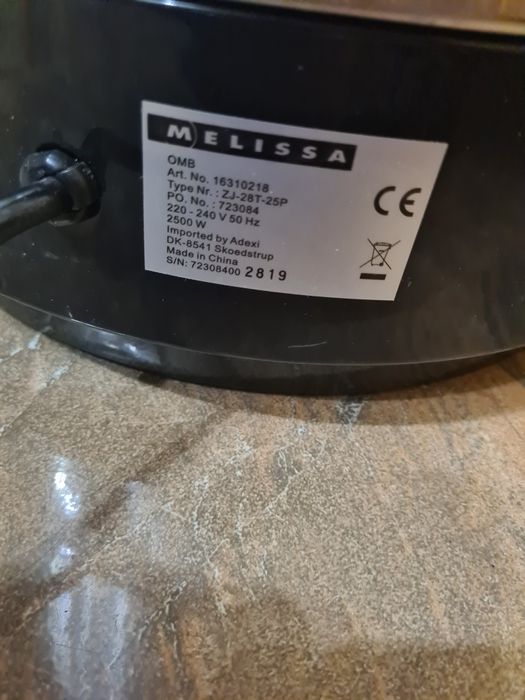 MELISSA
OMB
Art. No. 16310218
Type Nr. : ZJ-28T-25P
PO. No. : 723084
220 - 240 V 50 Hz
2500 W
Imported by Adexi
DK-8541 Skoedstrup
Made in China
S/N: 72308400 2819
CE